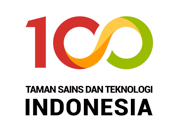 100
TAMAN SAINS DAN TEKNOLOGI
INDONESIA